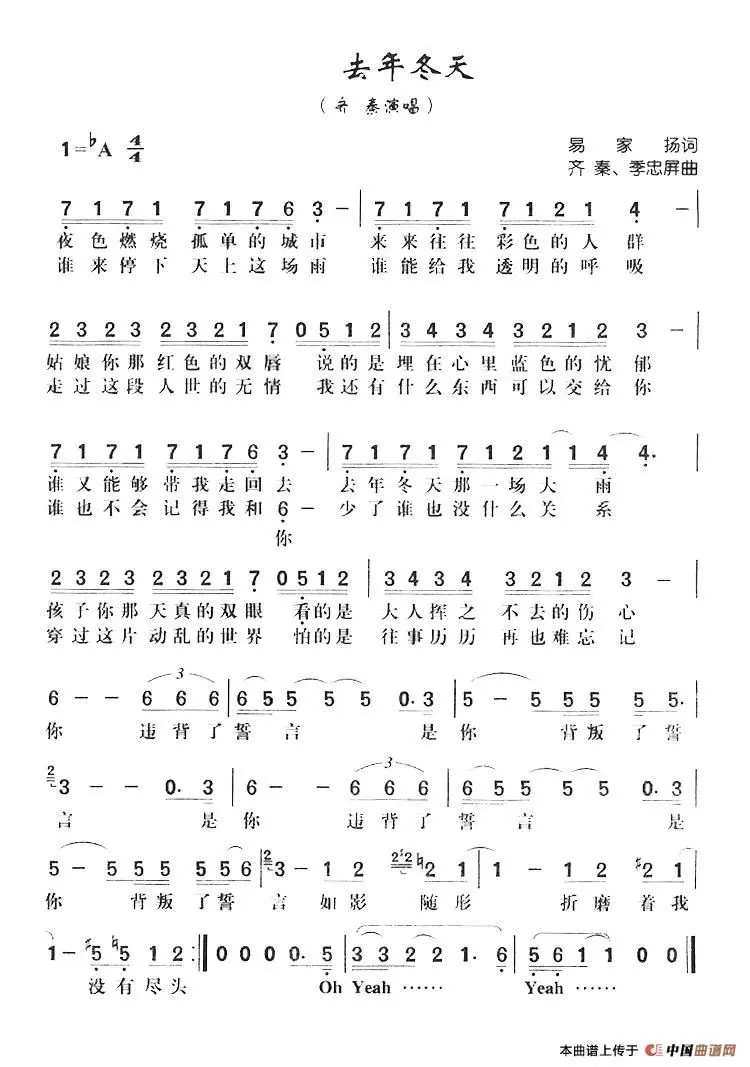 去年冬天
（齐 秦演唱）
1=♭A 4/4
易 家 扬词
齐 秦、季忠屏曲
7 1 7 1 7 1 7 6 3 – | 7 1 7 1 7 1 2 1 4 – |
夜色燃烧 孤单的城市 来来往往 彩色的人群
谁来停下 天上这场雨 谁能给我 透明的呼吸
2 3 2 3 2 3 2 1 7 0 5 1 2 | 3 4 3 4 3 2 1 2 3 – |
姑娘你那红色的双唇 说的是埋在心里蓝色的忧郁
走过这段人世的无情 我还有什么东西可以交给你
7 1 7 1 7 1 7 6 3 – | 7 1 7 1 7 1 2 1 1 4 4. |
谁又能够 带我走回去 去年冬天那一场大雨
谁也不会记得我和 6 – 少了谁也没什么关系
你
2 3 2 3 2 3 2 1 7 0 5 1 2 | 3 4 3 4 3 2 1 2 3 – |
孩子你那天真的双眼 看的是 大人挥之 不去的伤心
穿过这片动乱的世界 怕的是 往事历历 再也难忘记
6 – – 6 6 6 | 6 5 5 5 5 0. 3 | 5 – 5 5 5 5 5. |
你 违背了誓言 是你 背叛了誓
3 – – 0. 3 | 6 – – 6 6 6 | 6 5 5 5 5 0. 3 |
言 是你 违背了誓言 是
5 – 5 5 5 5 5 6 | 3 – 1 2 2 1 | 1 – 1 ♯2 1 |
你 背叛了誓 言 如影 随形 折磨着我
1 – ♯5 ♮5 1 2 :‖ 0 0 0 0 0. 5 | 3 3 2 2 1. 6 | 5 6 1 1 0 0 ‖
没有尽头 Oh Yeah …… Yeah ……
本曲谱上传于 中国曲谱网